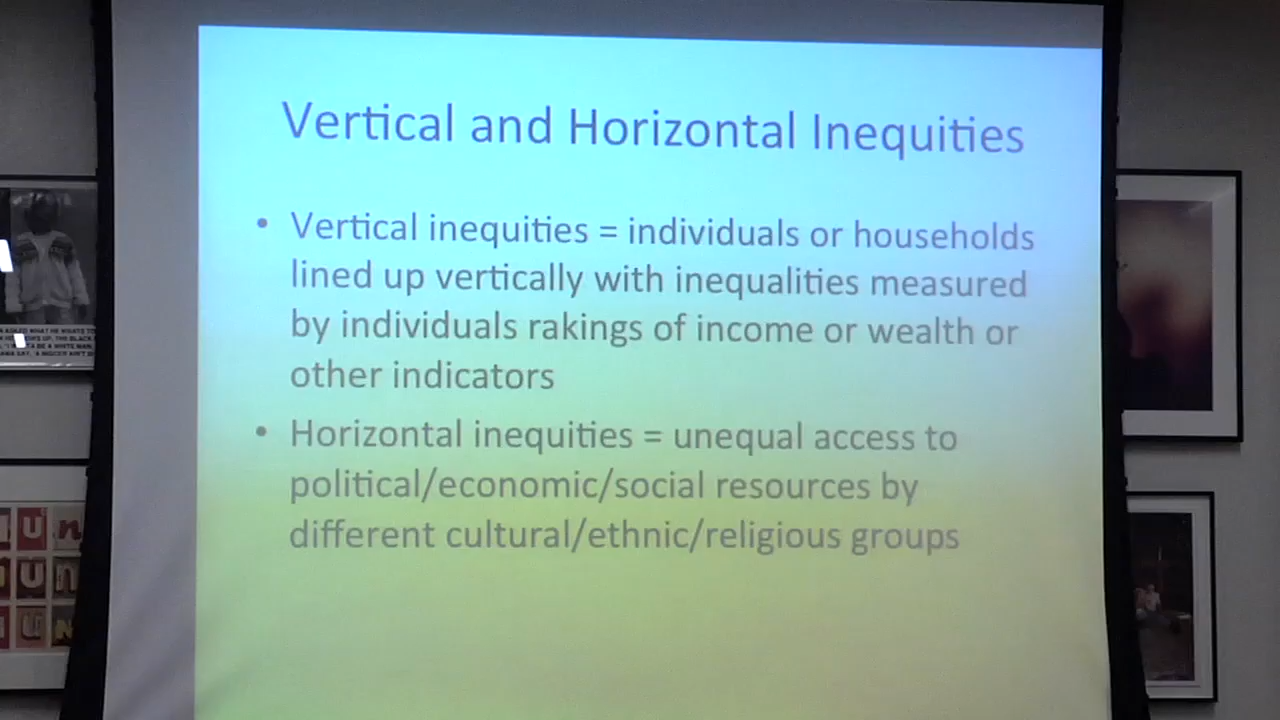 Vertical and Horizontal Inequities
• Vertical inequities = individuals or households
lined up vertically with inequalities measured
by individuals rakings of income or wealth or
other indicators
• Horizontal inequities = unequal access to
political/economic/social resources by
different cultural/ethnic/religious groups